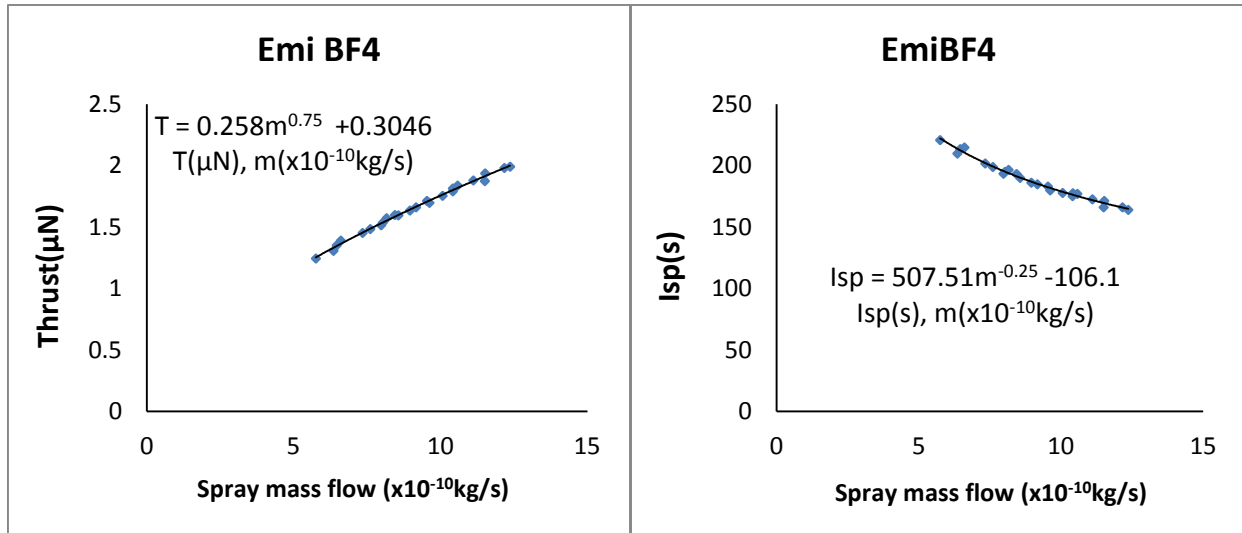 Emi BF4
T = 0.258m^0.75 +0.3046
T(μN), m(x10^-10kg/s)
Thrust(μN)
2.5
2
1.5
1
0.5
0
0
5
10
15
Spray mass flow (x10^-10kg/s)
EmiBF4
Isp(s)
250
200
150
100
50
0
Isp = 507.51m^-0.25 -106.1
Isp(s), m(x10^-10kg/s)
0
5
10
15
Spray mass flow (x10^-10kg/s)